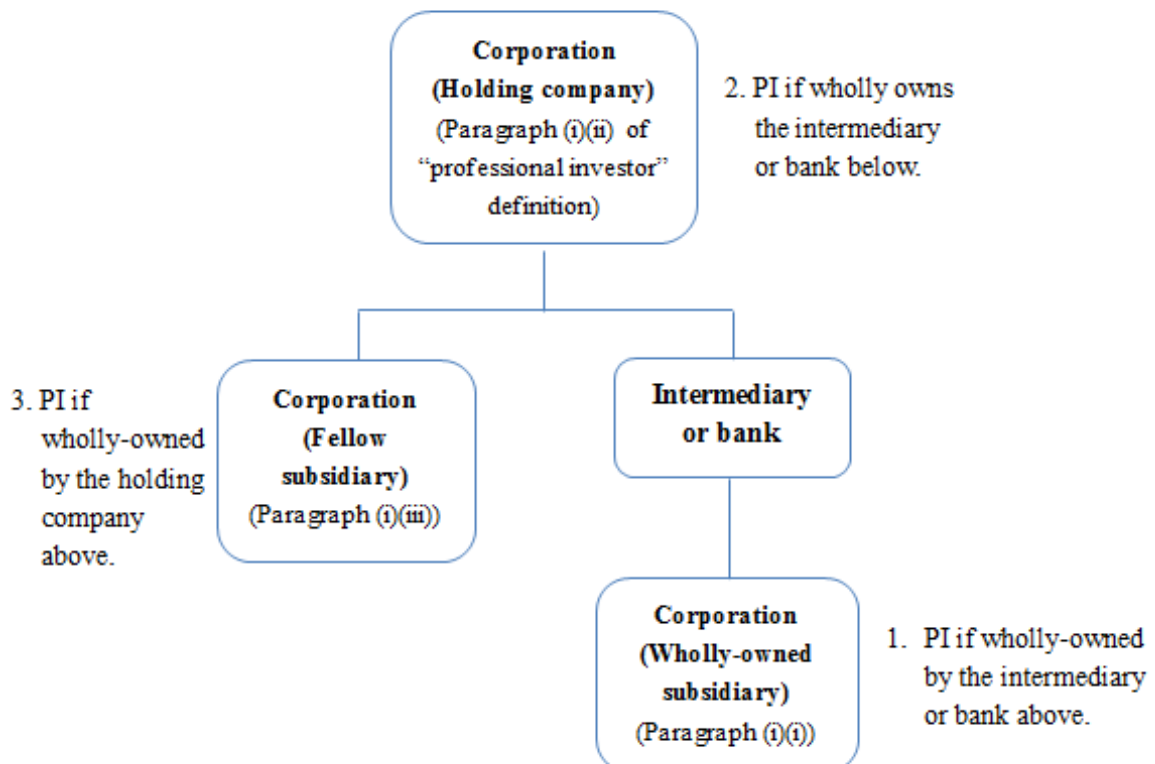 Corporation
(Holding company)
(Paragraph (i)(ii) of
“professional investor”
definition)
2. PI if wholly owns
the intermediary
or bank below.
3. PI if
wholly-owned
by the holding
company
above.
Corporation
(Fellow
subsidiary)
(Paragraph (i)(iii))
Intermediary
or bank
Corporation
(Wholly-owned
subsidiary)
(Paragraph (i)(i))
1. PI if wholly-owned
by the intermediary
or bank above.